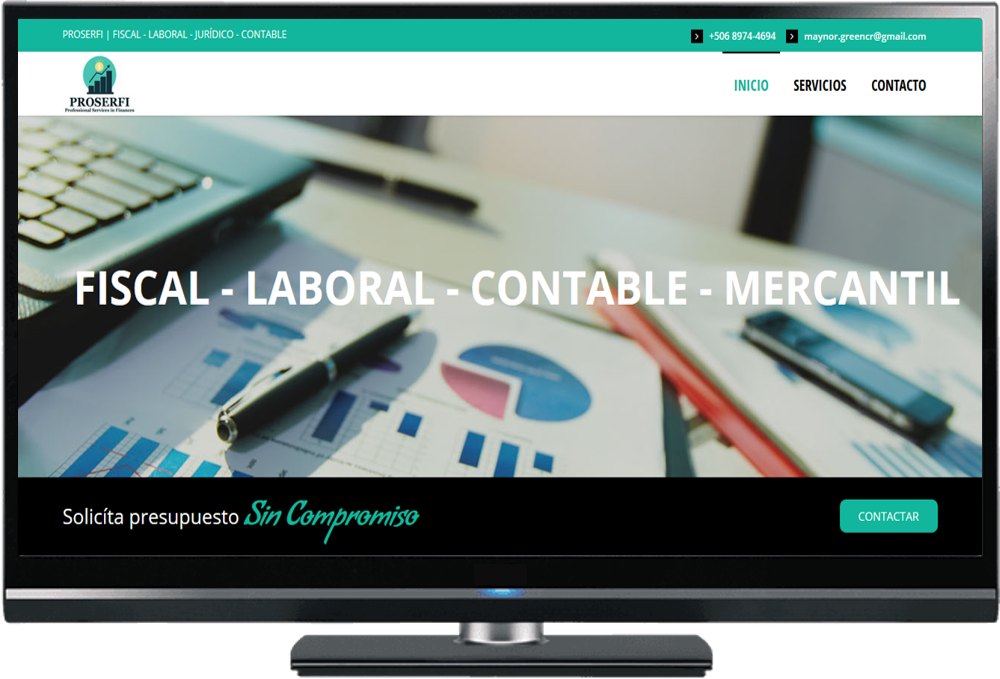 PROSERFI | FISCAL - LABORAL - JURÍDICO - CONTABLE
+506 8974-4694 maynor.greencr@gmail.com
PROSERFI
Professional Services in Finances
INICIO SERVICIOS CONTACTO
FISCAL - LABORAL - CONTABLE - MERCANTIL
Solicíta presupuesto Sin Compromiso
CONTACTAR